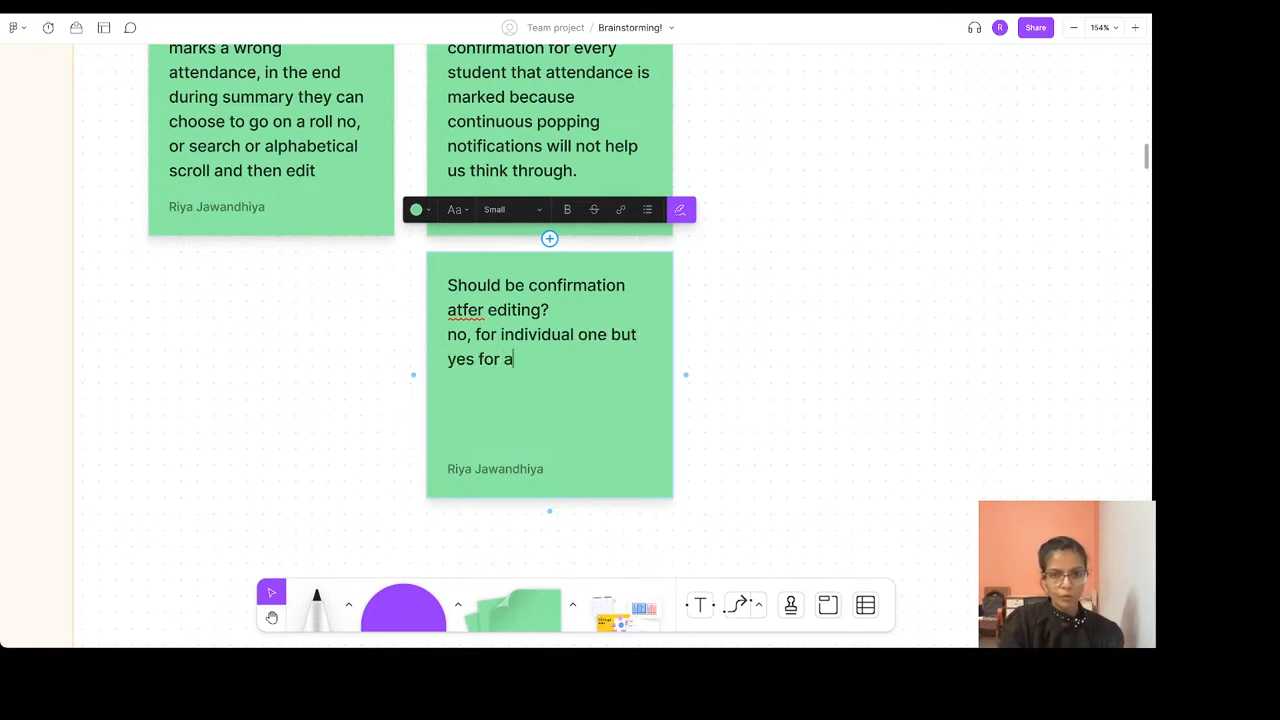 Team project / Brainstorming!
R
Share
154%
marks a wrong
attendance, in the end
during summary they can
choose to go on a roll no,
or search or alphabetical
scroll and then edit
Riya Jawandhiya
confirmation for every
student that attendance is
marked because
continuous popping
notifications will not help
us think through.
Aa
Small
B
S
Should be confirmation
atfer editing?
no, for individual one but
yes for a
Riya Jawandhiya
T